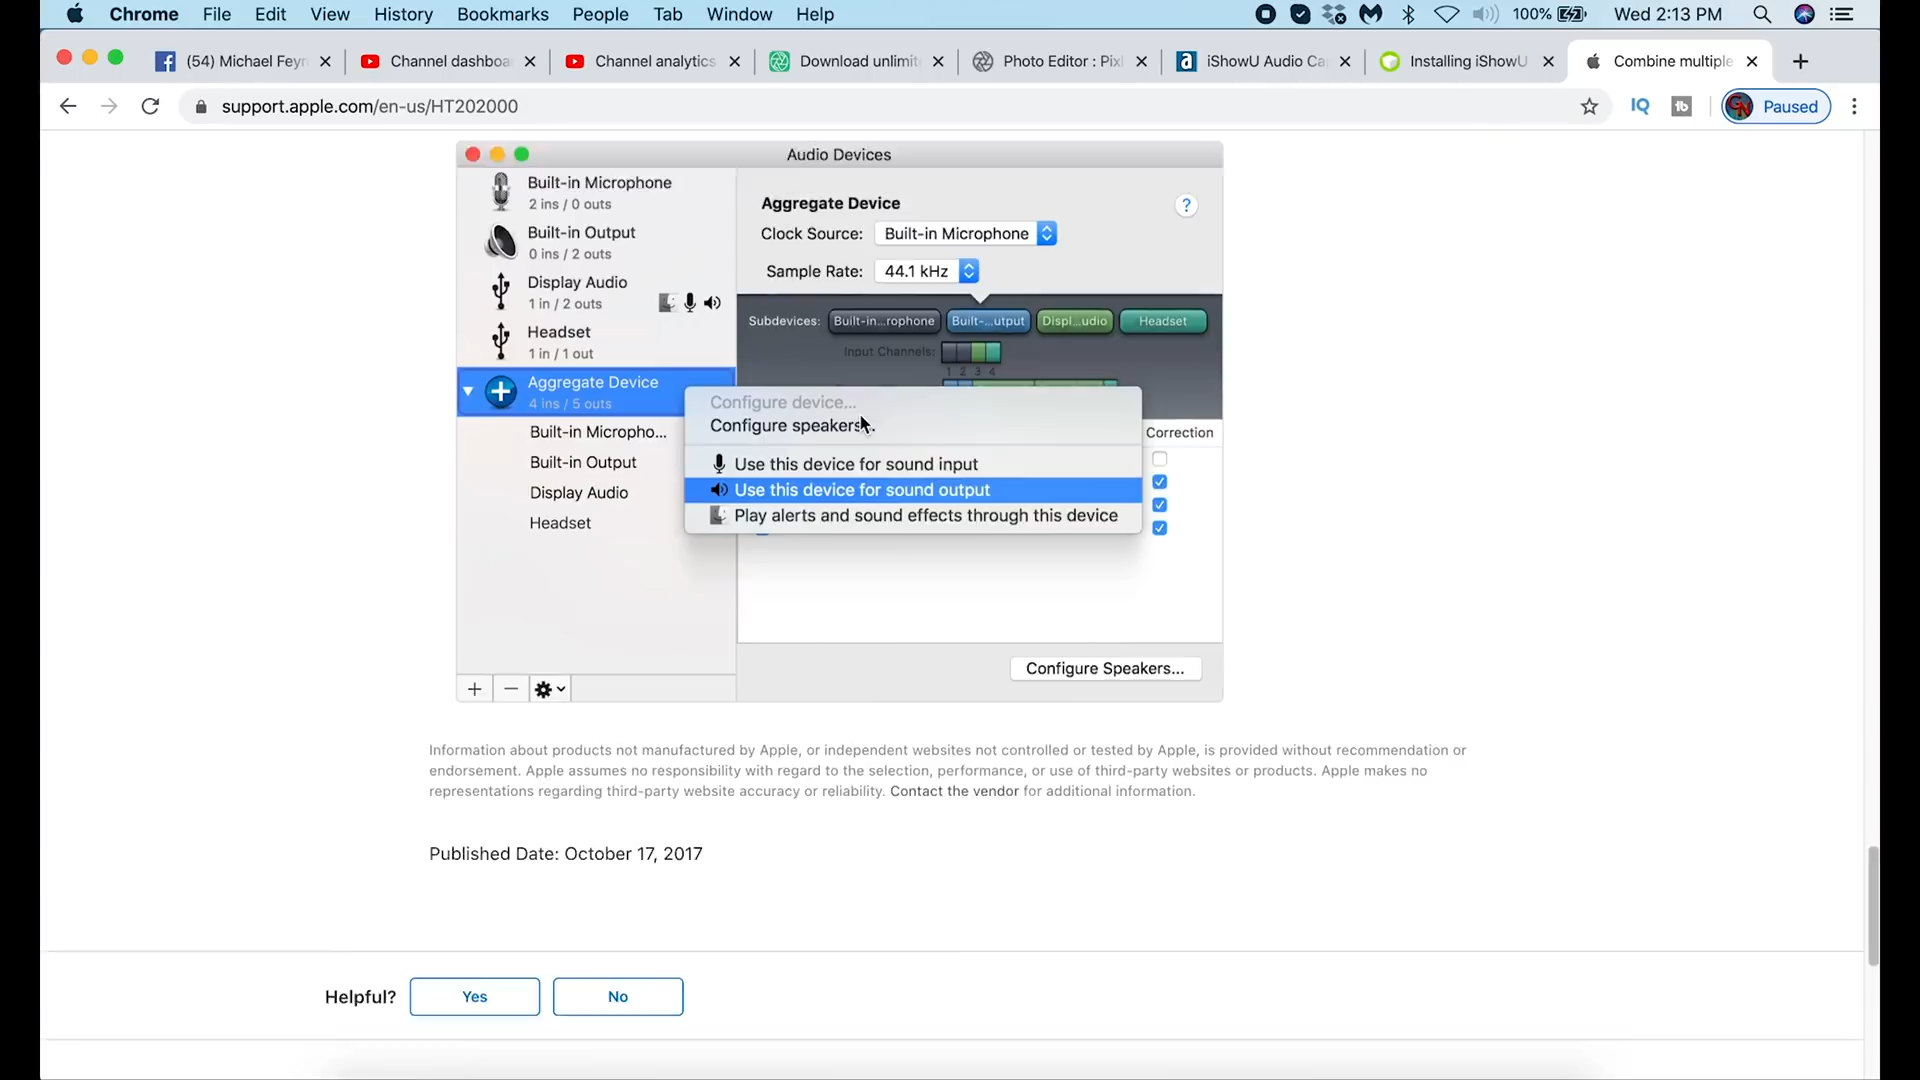 Chrome File Edit View History Bookmarks People Tab Window Help 100% Wed 2:13 PM
(54) Michael Feyr Channel dashboa Channel analytics Download unlimit Photo Editor : Pixl iShowU Audio Ca Installing iShowU Combine multiple
support.apple.com/en-us/HT202000 IQ tb GN Paused
Audio Devices
Built-in Microphone
2 ins / 0 outs
Built-in Output
0 ins / 2 outs
Display Audio
1 in / 2 outs
Headset
1 in / 1 out
Aggregate Device
4 ins / 5 outs
Built-in Micropho...
Built-in Output
Display Audio
Headset
Aggregate Device ?
Clock Source: Built-in Microphone
Sample Rate: 44.1 kHz
Subdevices: Built-in...rophone Built-...utput Displ...udio Headset
Input Channels:
1 2 3 4
Correction
Configure device...
Configure speakers...
Use this device for sound input
Use this device for sound output
Play alerts and sound effects through this device
Configure Speakers...
Information about products not manufactured by Apple, or independent websites not controlled or tested by Apple, is provided without recommendation or
endorsement. Apple assumes no responsibility with regard to the selection, performance, or use of third-party websites or products. Apple makes no
representations regarding third-party website accuracy or reliability. Contact the vendor for additional information.
Published Date: October 17, 2017
Helpful? Yes No